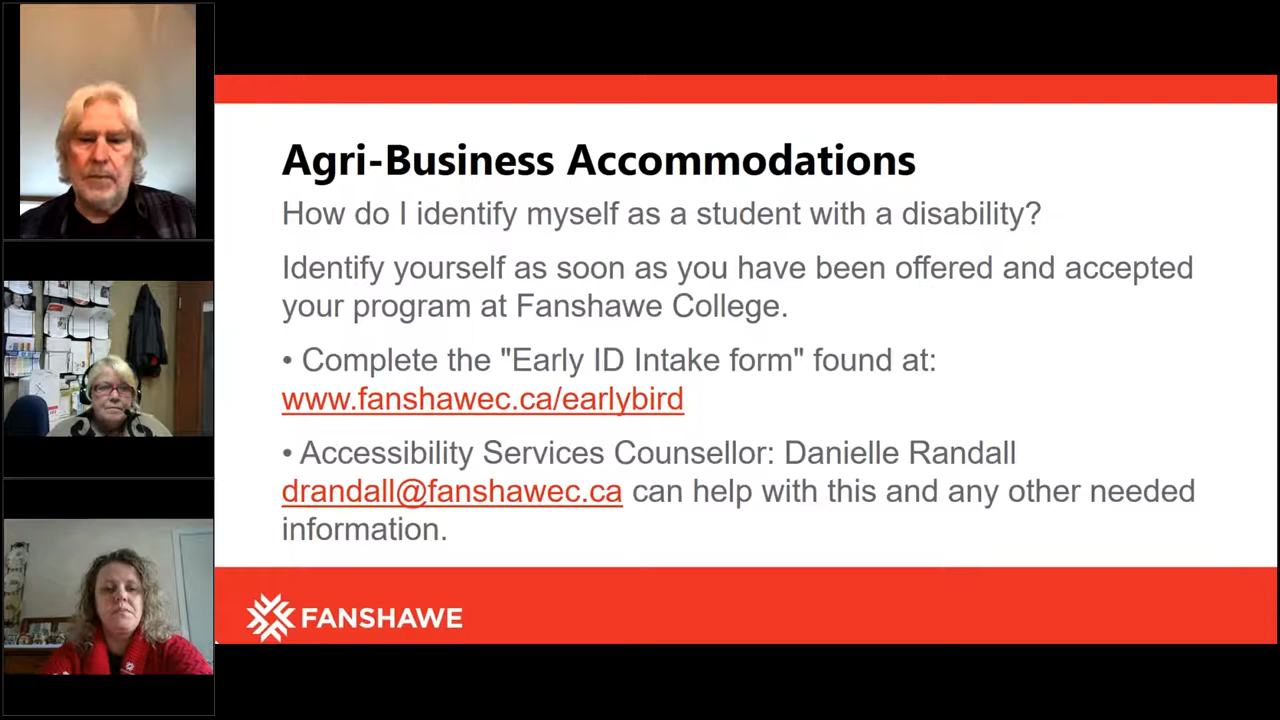 Agri-Business Accommodations
How do I identify myself as a student with a disability?
Identify yourself as soon as you have been offered and accepted
your program at Fanshawe College.
• Complete the "Early ID Intake form" found at:
www.fanshawec.ca/earlybird
• Accessibility Services Counsellor: Danielle Randall
drandall@fanshawec.ca can help with this and any other needed
information.
FANSHAWE